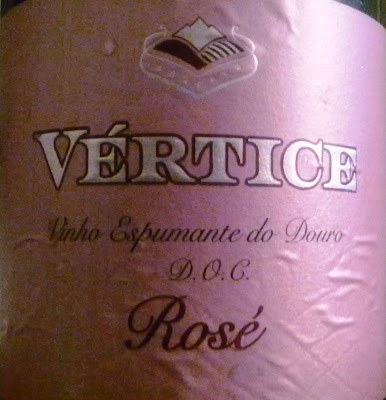 VÉRTICE
Vinho Espumante do Douro
D.O.C.
Rosé